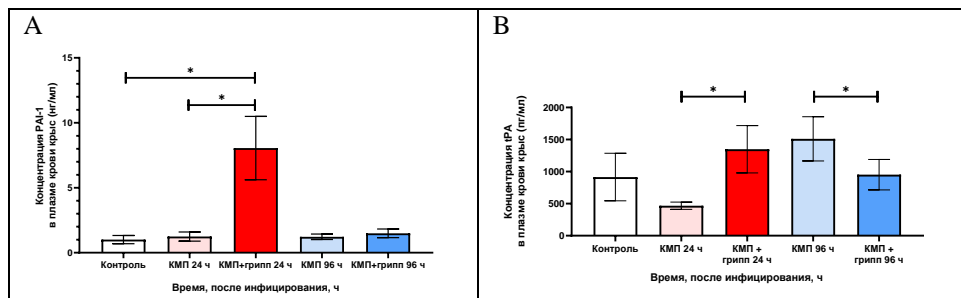 A
Концентрация PAI-1
в плазме крови крыс (нг/мл)
15
10
5
0
*
*
Контроль
КМП 24 ч
КМП+грипп 24 ч
КМП 96 ч
КМП+грипп 96 ч
Время, после инфицирования, ч
B
Концентрация tPA
в плазме крови крыс (пг/мл)
2000
1500
1000
500
0
*
*
Контроль
КМП 24 ч
КМП +
грипп 24 ч
КМП 96 ч
КМП +
грипп 96 ч
Время, после инфицирования, ч